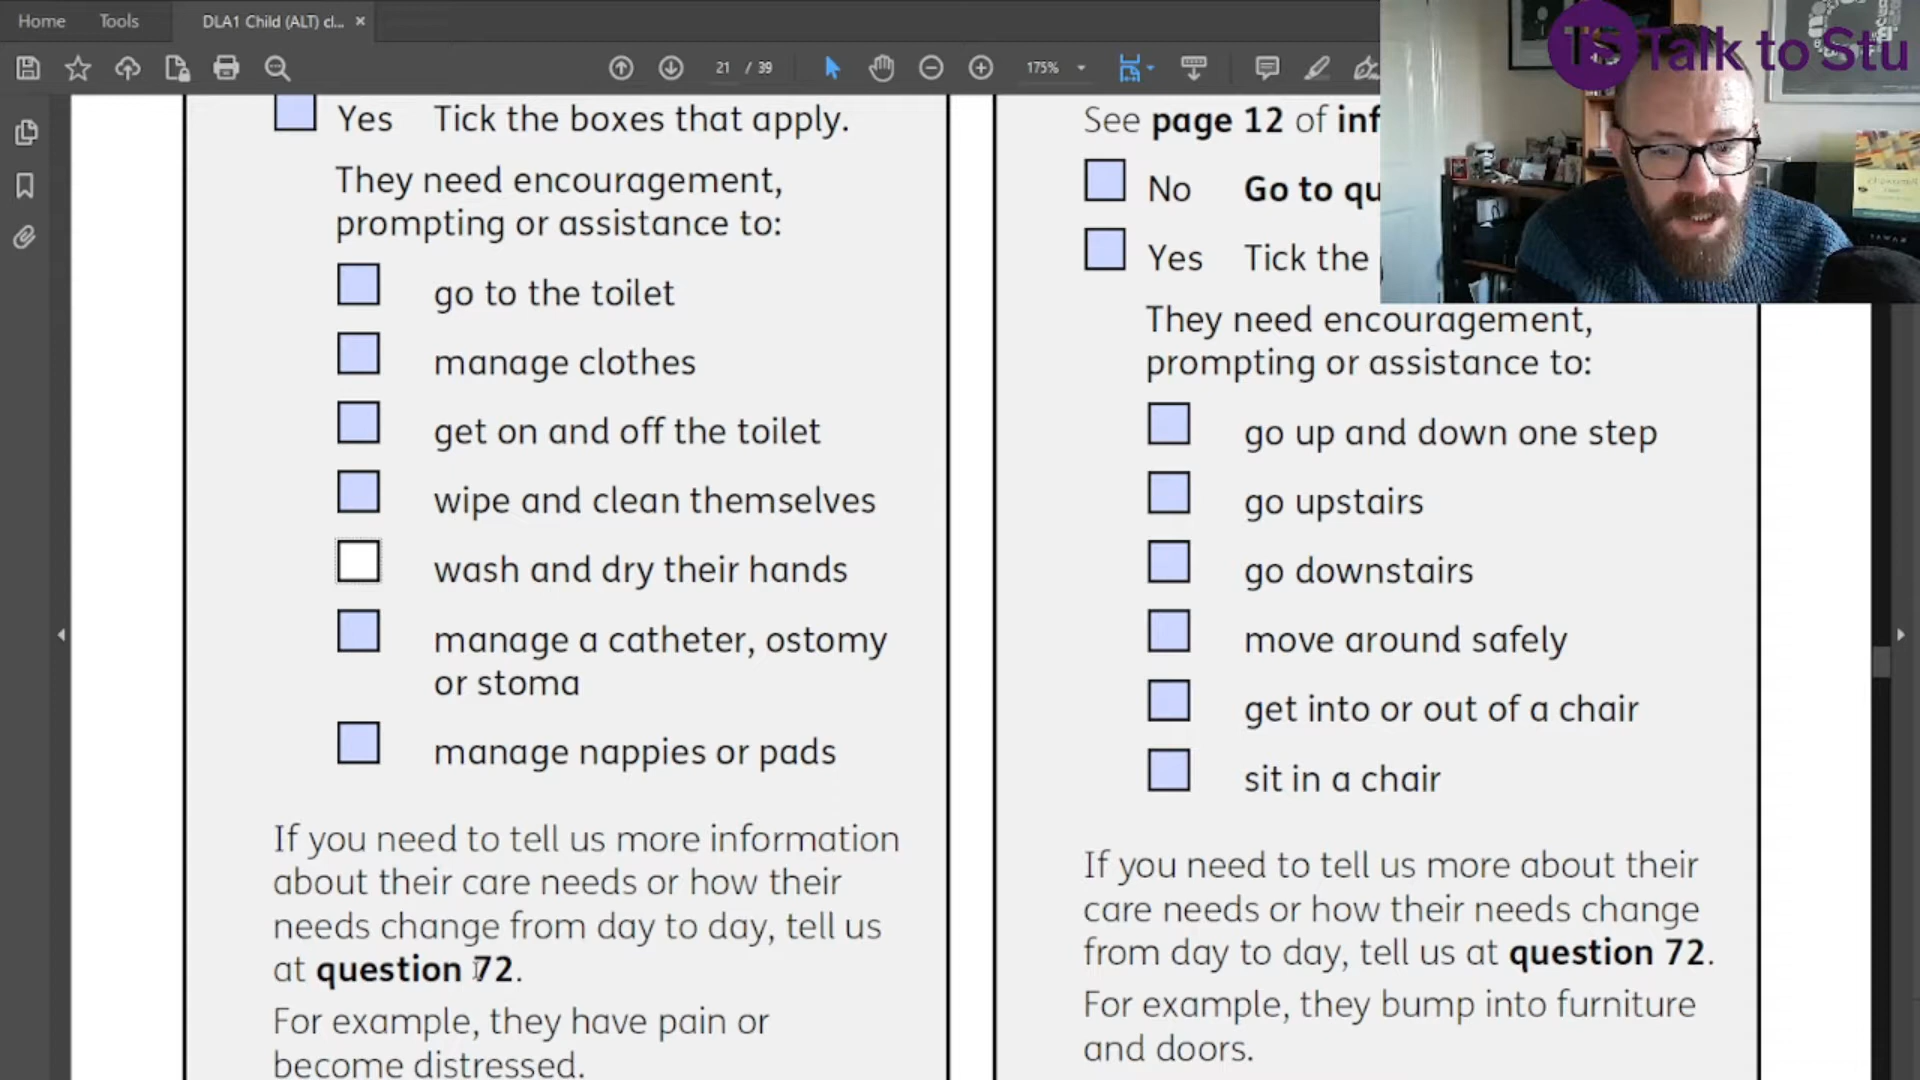 Home Tools DLA1 Child (ALT) cl... ×
21 / 39 175%
TS Talk to Stu
Yes Tick the boxes that apply.
They need encouragement,
prompting or assistance to:
go to the toilet
manage clothes
get on and off the toilet
wipe and clean themselves
wash and dry their hands
manage a catheter, ostomy
or stoma
manage nappies or pads
If you need to tell us more information
about their care needs or how their
needs change from day to day, tell us
at question 72.
For example, they have pain or
become distressed.
See page 12 of inf
No Go to qu
Yes Tick the
They need encouragement,
prompting or assistance to:
go up and down one step
go upstairs
go downstairs
move around safely
get into or out of a chair
sit in a chair
If you need to tell us more about their
care needs or how their needs change
from day to day, tell us at question 72.
For example, they bump into furniture
and doors.